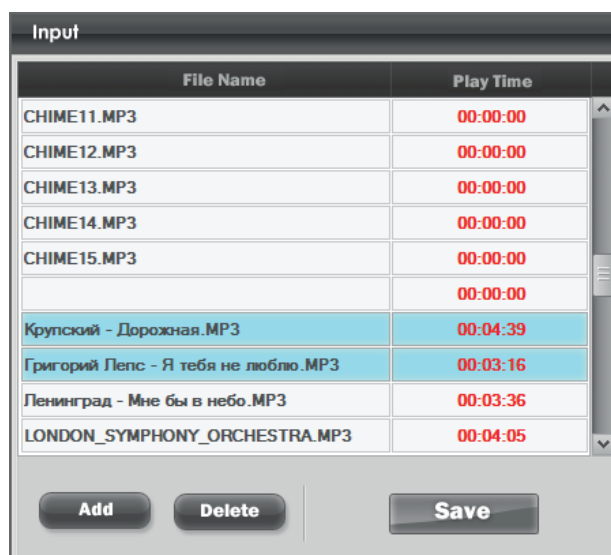 Input
File Name Play Time
CHIME11.MP3 00:00:00
CHIME12.MP3 00:00:00
CHIME13.MP3 00:00:00
CHIME14.MP3 00:00:00
CHIME15.MP3 00:00:00
00:00:00
Крупский - Дорожная.MP3 00:04:39
Григорий Лепс - Я тебя не люблю.MP3 00:03:16
Ленинград - Мне бы в небо.MP3 00:03:36
LONDON_SYMPHONY_ORCHESTRA.MP3 00:04:05
Add Delete Save